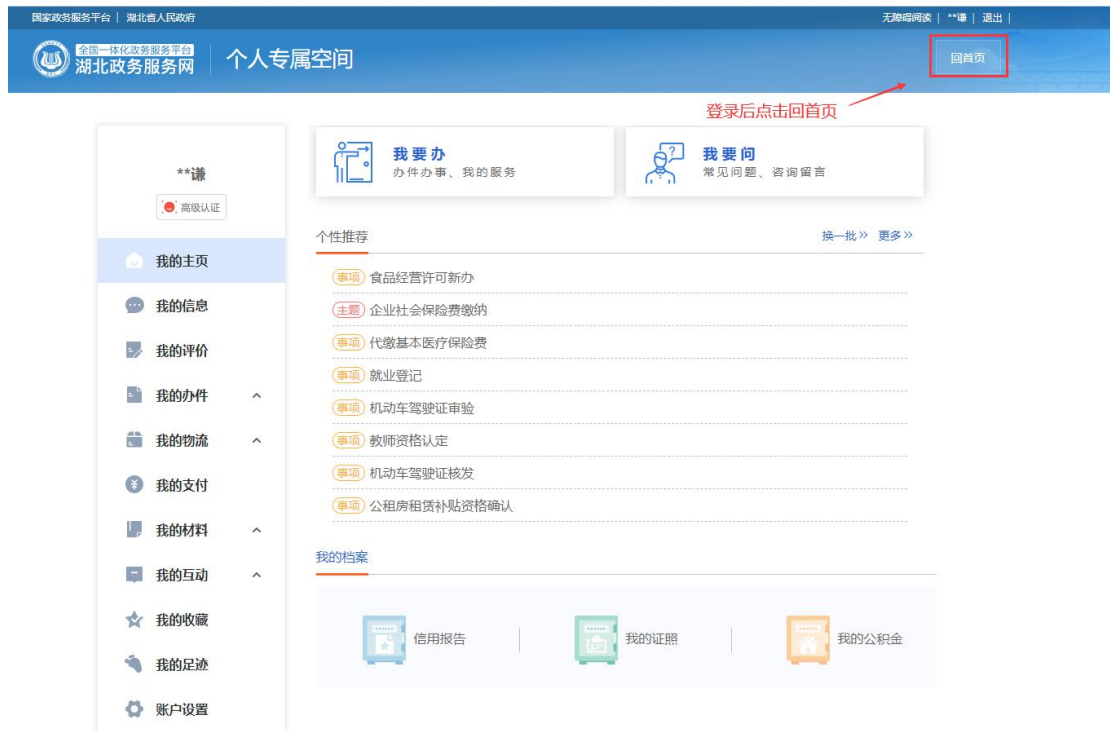 国家政务服务平台 | 湖北省人民政府
无障碍阅读 | **谦 | 退出 |
全国一体化政务服务平台
湖北政务服务网
个人专属空间
回首页
登录后点击回首页
**谦
高级认证
我的主页
我的信息
我的评价
我的办件
我的物流
我的支付
我的材料
我的互动
我的收藏
我的足迹
账户设置
我要办
办件办事、我的服务
我要问
常见问题、咨询留言
个性推荐
换一批>> 更多>>
事项 食品经营许可新办
主题 企业社会保险费缴纳
事项 代缴基本医疗保险费
事项 就业登记
事项 机动车驾驶证审验
事项 教师资格认定
事项 机动车驾驶证核发
事项 公租房租赁补贴资格确认
我的档案
信用报告
我的证照
我的公积金